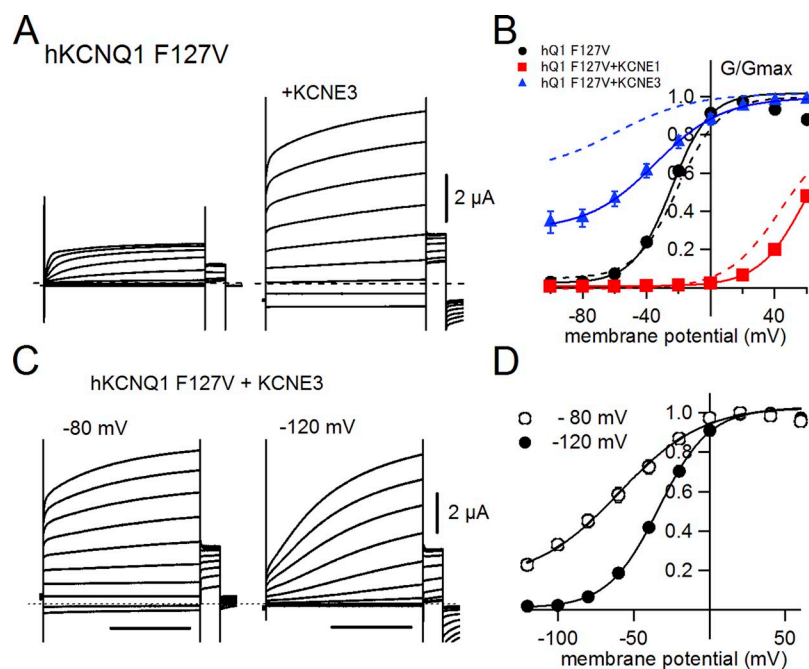 A
hKCNQ1 F127V
+KCNE3
2 μA
B
hQ1 F127V
hQ1 F127V+KCNE1
hQ1 F127V+KCNE3
G/Gmax
1.0
0.8
0.6
0.4
0.2
-80 -40 0 40
membrane potential (mV)
C
hKCNQ1 F127V + KCNE3
-80 mV
-120 mV
2 μA
D
- 80 mV
-120 mV
1.0
0.8
0.6
0.4
0.2
-100 -50 0 50
membrane potential (mV)